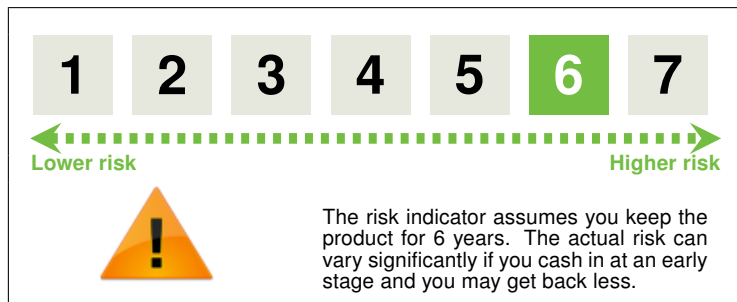 1 2 3 4 5 6 7
Lower risk Higher risk
!
The risk indicator assumes you keep the
product for 6 years. The actual risk can
vary significantly if you cash in at an early
stage and you may get back less.